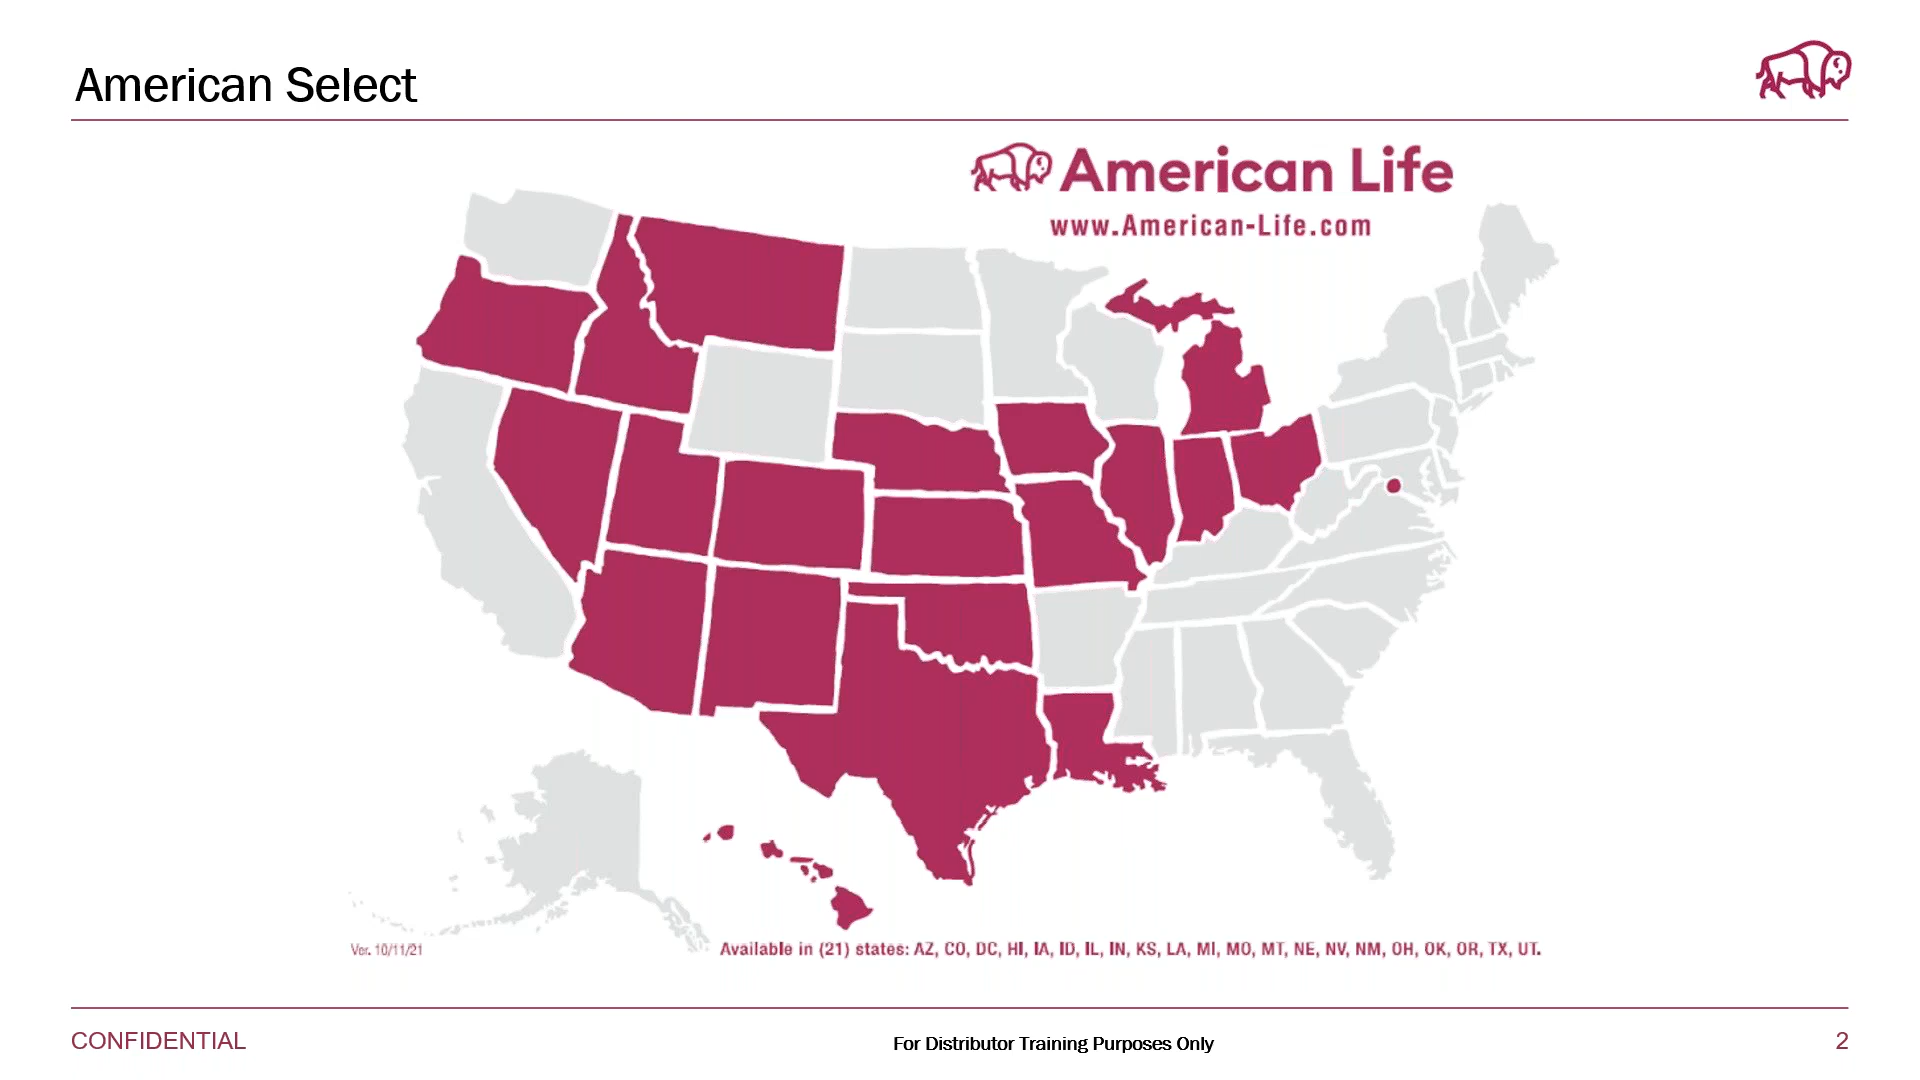 American Select
American Life
www.American-Life.com
Ver. 10/11/21
Available in (21) states: AZ, CO, DC, HI, IA, ID, IL, IN, KS, LA, MI, MO, MT, NE, NV, NM, OH, OK, OR, TX, UT.
CONFIDENTIAL
For Distributor Training Purposes Only
2